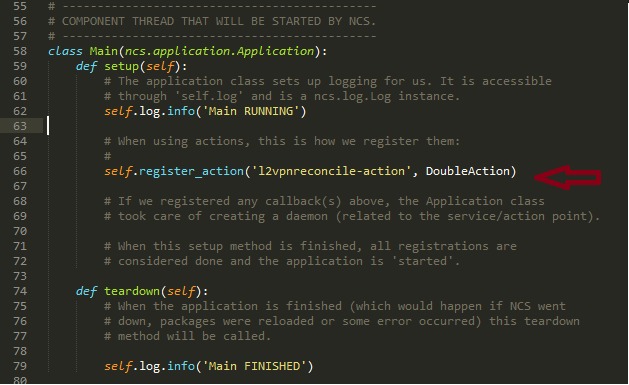 55 # ----------------------------------------
56 # COMPONENT THREAD THAT WILL BE STARTED BY NCS.
57 # ----------------------------------------
58 class Main(ncs.application.Application):
59     def setup(self):
60         # The application class sets up logging for us. It is accessible
61         # through 'self.log' and is a ncs.log.Log instance.
62         self.log.info('Main RUNNING')
63
64         # When using actions, this is how we register them:
65         #
66         self.register_action('l2vpnreconcile-action', DoubleAction)
67
68         # If we registered any callback(s) above, the Application class
69         # took care of creating a daemon (related to the service/action point).
70
71         # When this setup method is finished, all registrations are
72         # considered done and the application is 'started'.
73
74     def teardown(self):
75         # When the application is finished (which would happen if NCS went
76         # down, packages were reloaded or some error occurred) this teardown
77         # method will be called.
78
79         self.log.info('Main FINISHED')
80